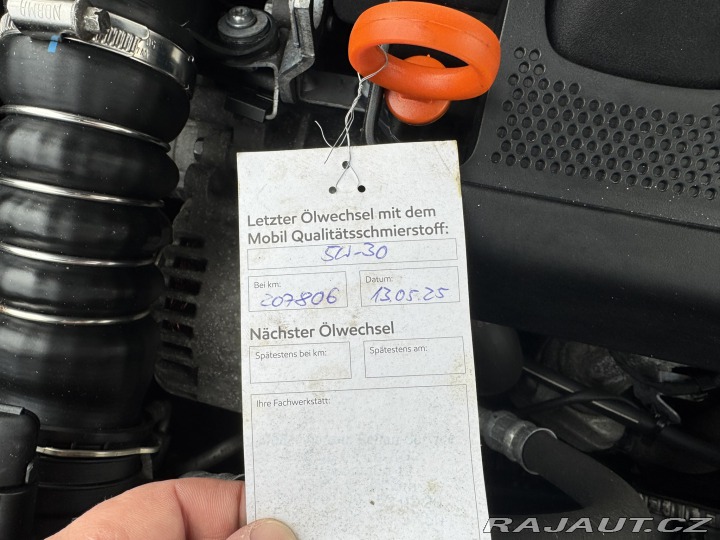 NORMA
Letzter Ölwechsel mit dem
Mobil Qualitätsschmierstoff:
5W-30
Bei km:
207806
Datum:
13.05.25
Nächster Ölwechsel
Spätestens bei km:
Spätestens am:
Ihre Fachwerkstatt:
RAJAUT.CZ